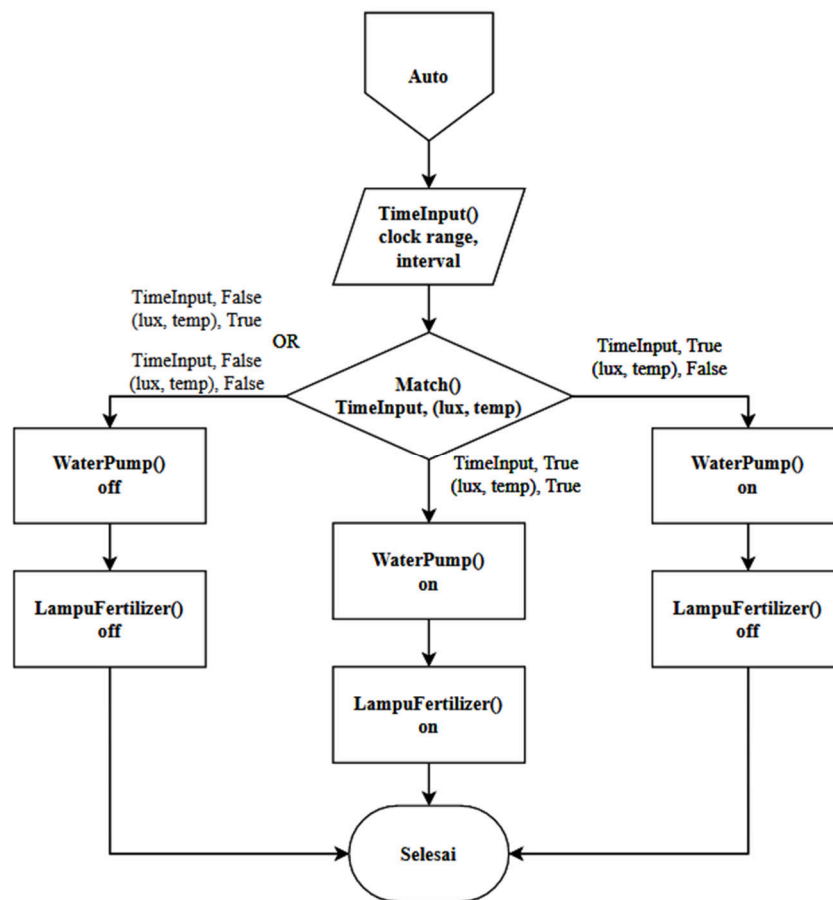 Auto
TimeInput()
clock range,
interval
TimeInput, False
(lux, temp), True
OR
TimeInput, False
(lux, temp), False
Match()
TimeInput, (lux, temp)
TimeInput, True
(lux, temp), False
TimeInput, True
(lux, temp), True
WaterPump()
off
LampuFertilizer()
off
WaterPump()
on
LampuFertilizer()
on
WaterPump()
on
LampuFertilizer()
off
Selesai